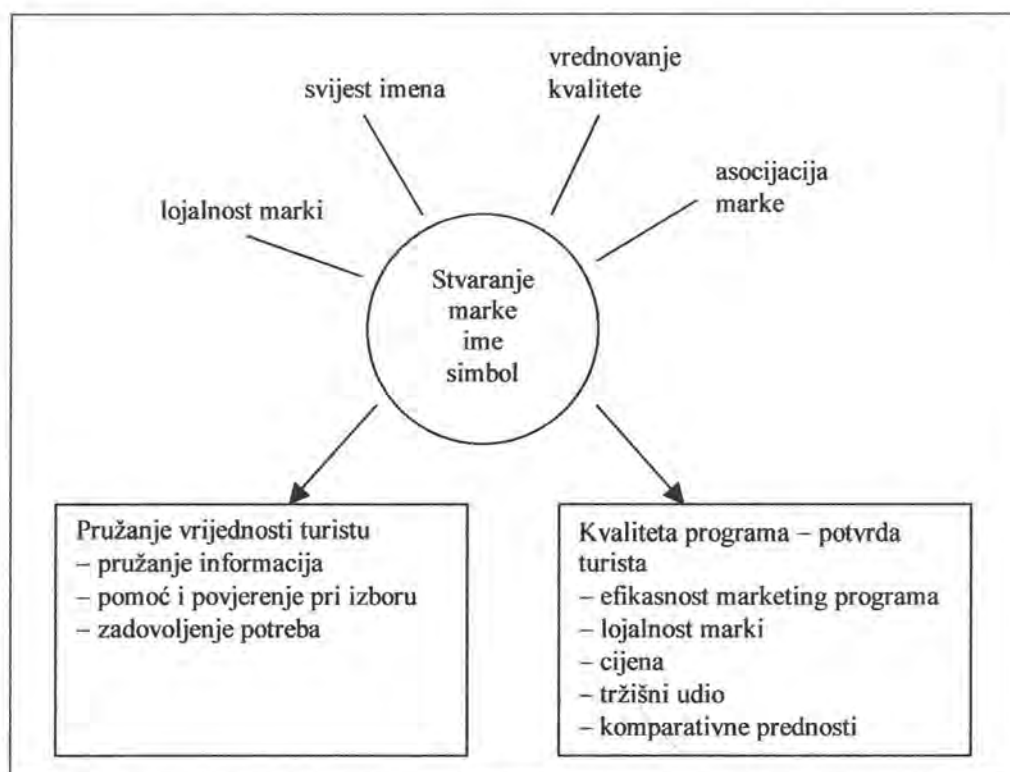 svijest imena
vrednovanje
kvalitete
lojalnost marki
asocijacija
marke
Stvaranje
marke
ime
simbol
Pružanje vrijednosti turistu
– pružanje informacija
– pomoć i povjerenje pri izboru
– zadovoljenje potreba
Kvaliteta programa – potvrda
turista
– efikasnost marketing programa
– lojalnost marki
– cijena
– tržišni udio
– komparativne prednosti